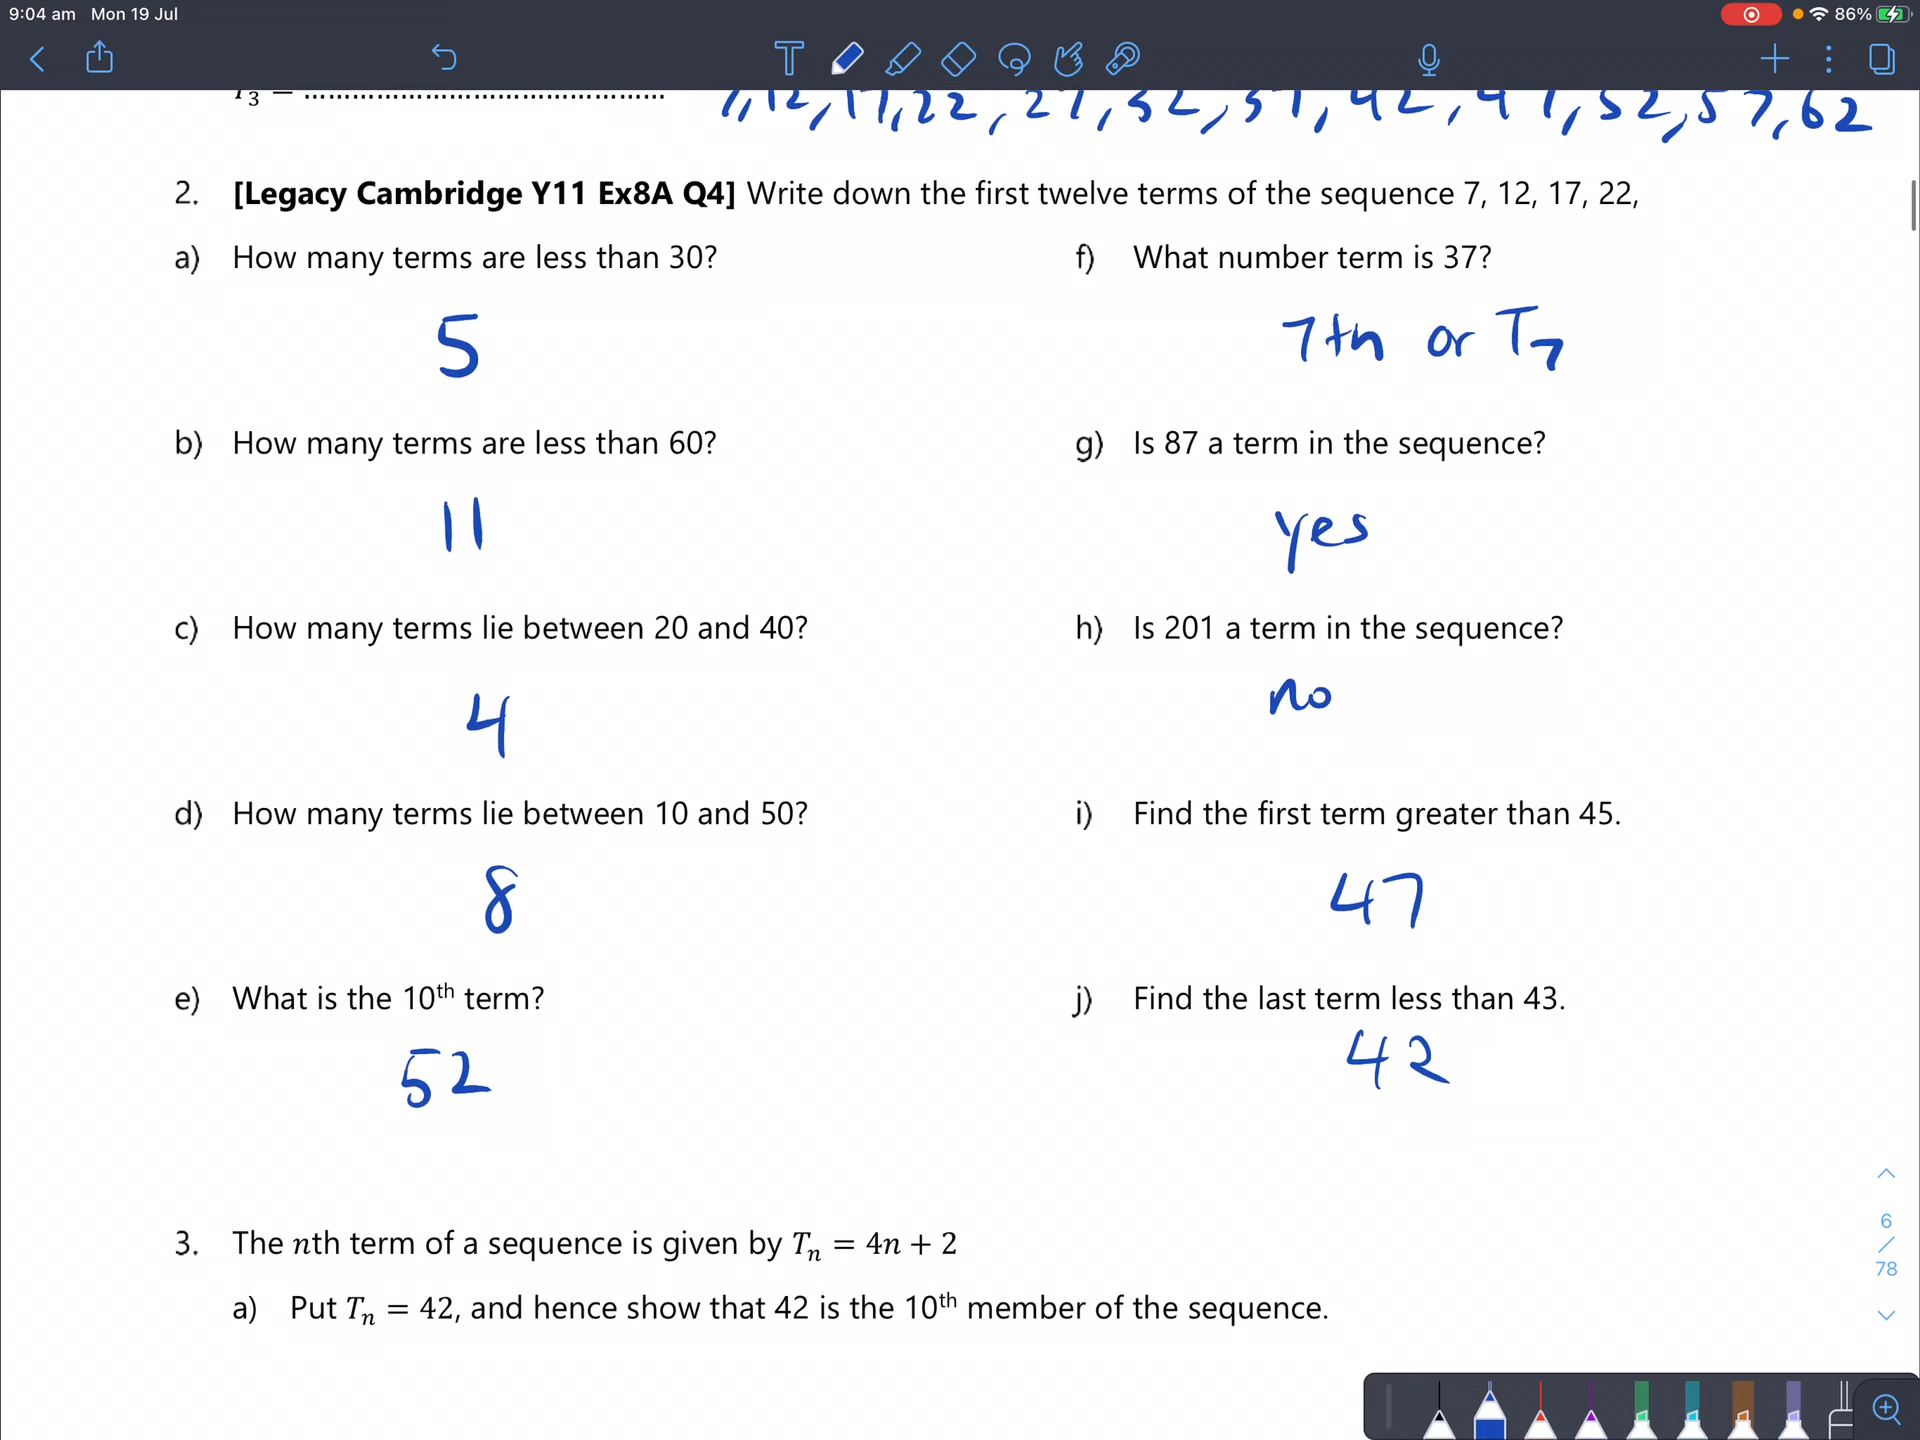 9:04 am Mon 19 Jul
86%
T3 = ............................................. 7, 12, 17, 22, 27, 32, 37, 42, 47, 52, 57, 62
2. [Legacy Cambridge Y11 Ex8A Q4] Write down the first twelve terms of the sequence 7, 12, 17, 22,
a) How many terms are less than 30?
5
b) How many terms are less than 60?
11
c) How many terms lie between 20 and 40?
4
d) How many terms lie between 10 and 50?
8
e) What is the 10th term?
52
f) What number term is 37?
7th or T7
g) Is 87 a term in the sequence?
yes
h) Is 201 a term in the sequence?
no
i) Find the first term greater than 45.
47
j) Find the last term less than 43.
42
3. The nth term of a sequence is given by Tn = 4n + 2
a) Put Tn = 42, and hence show that 42 is the 10th member of the sequence.
6
/
78